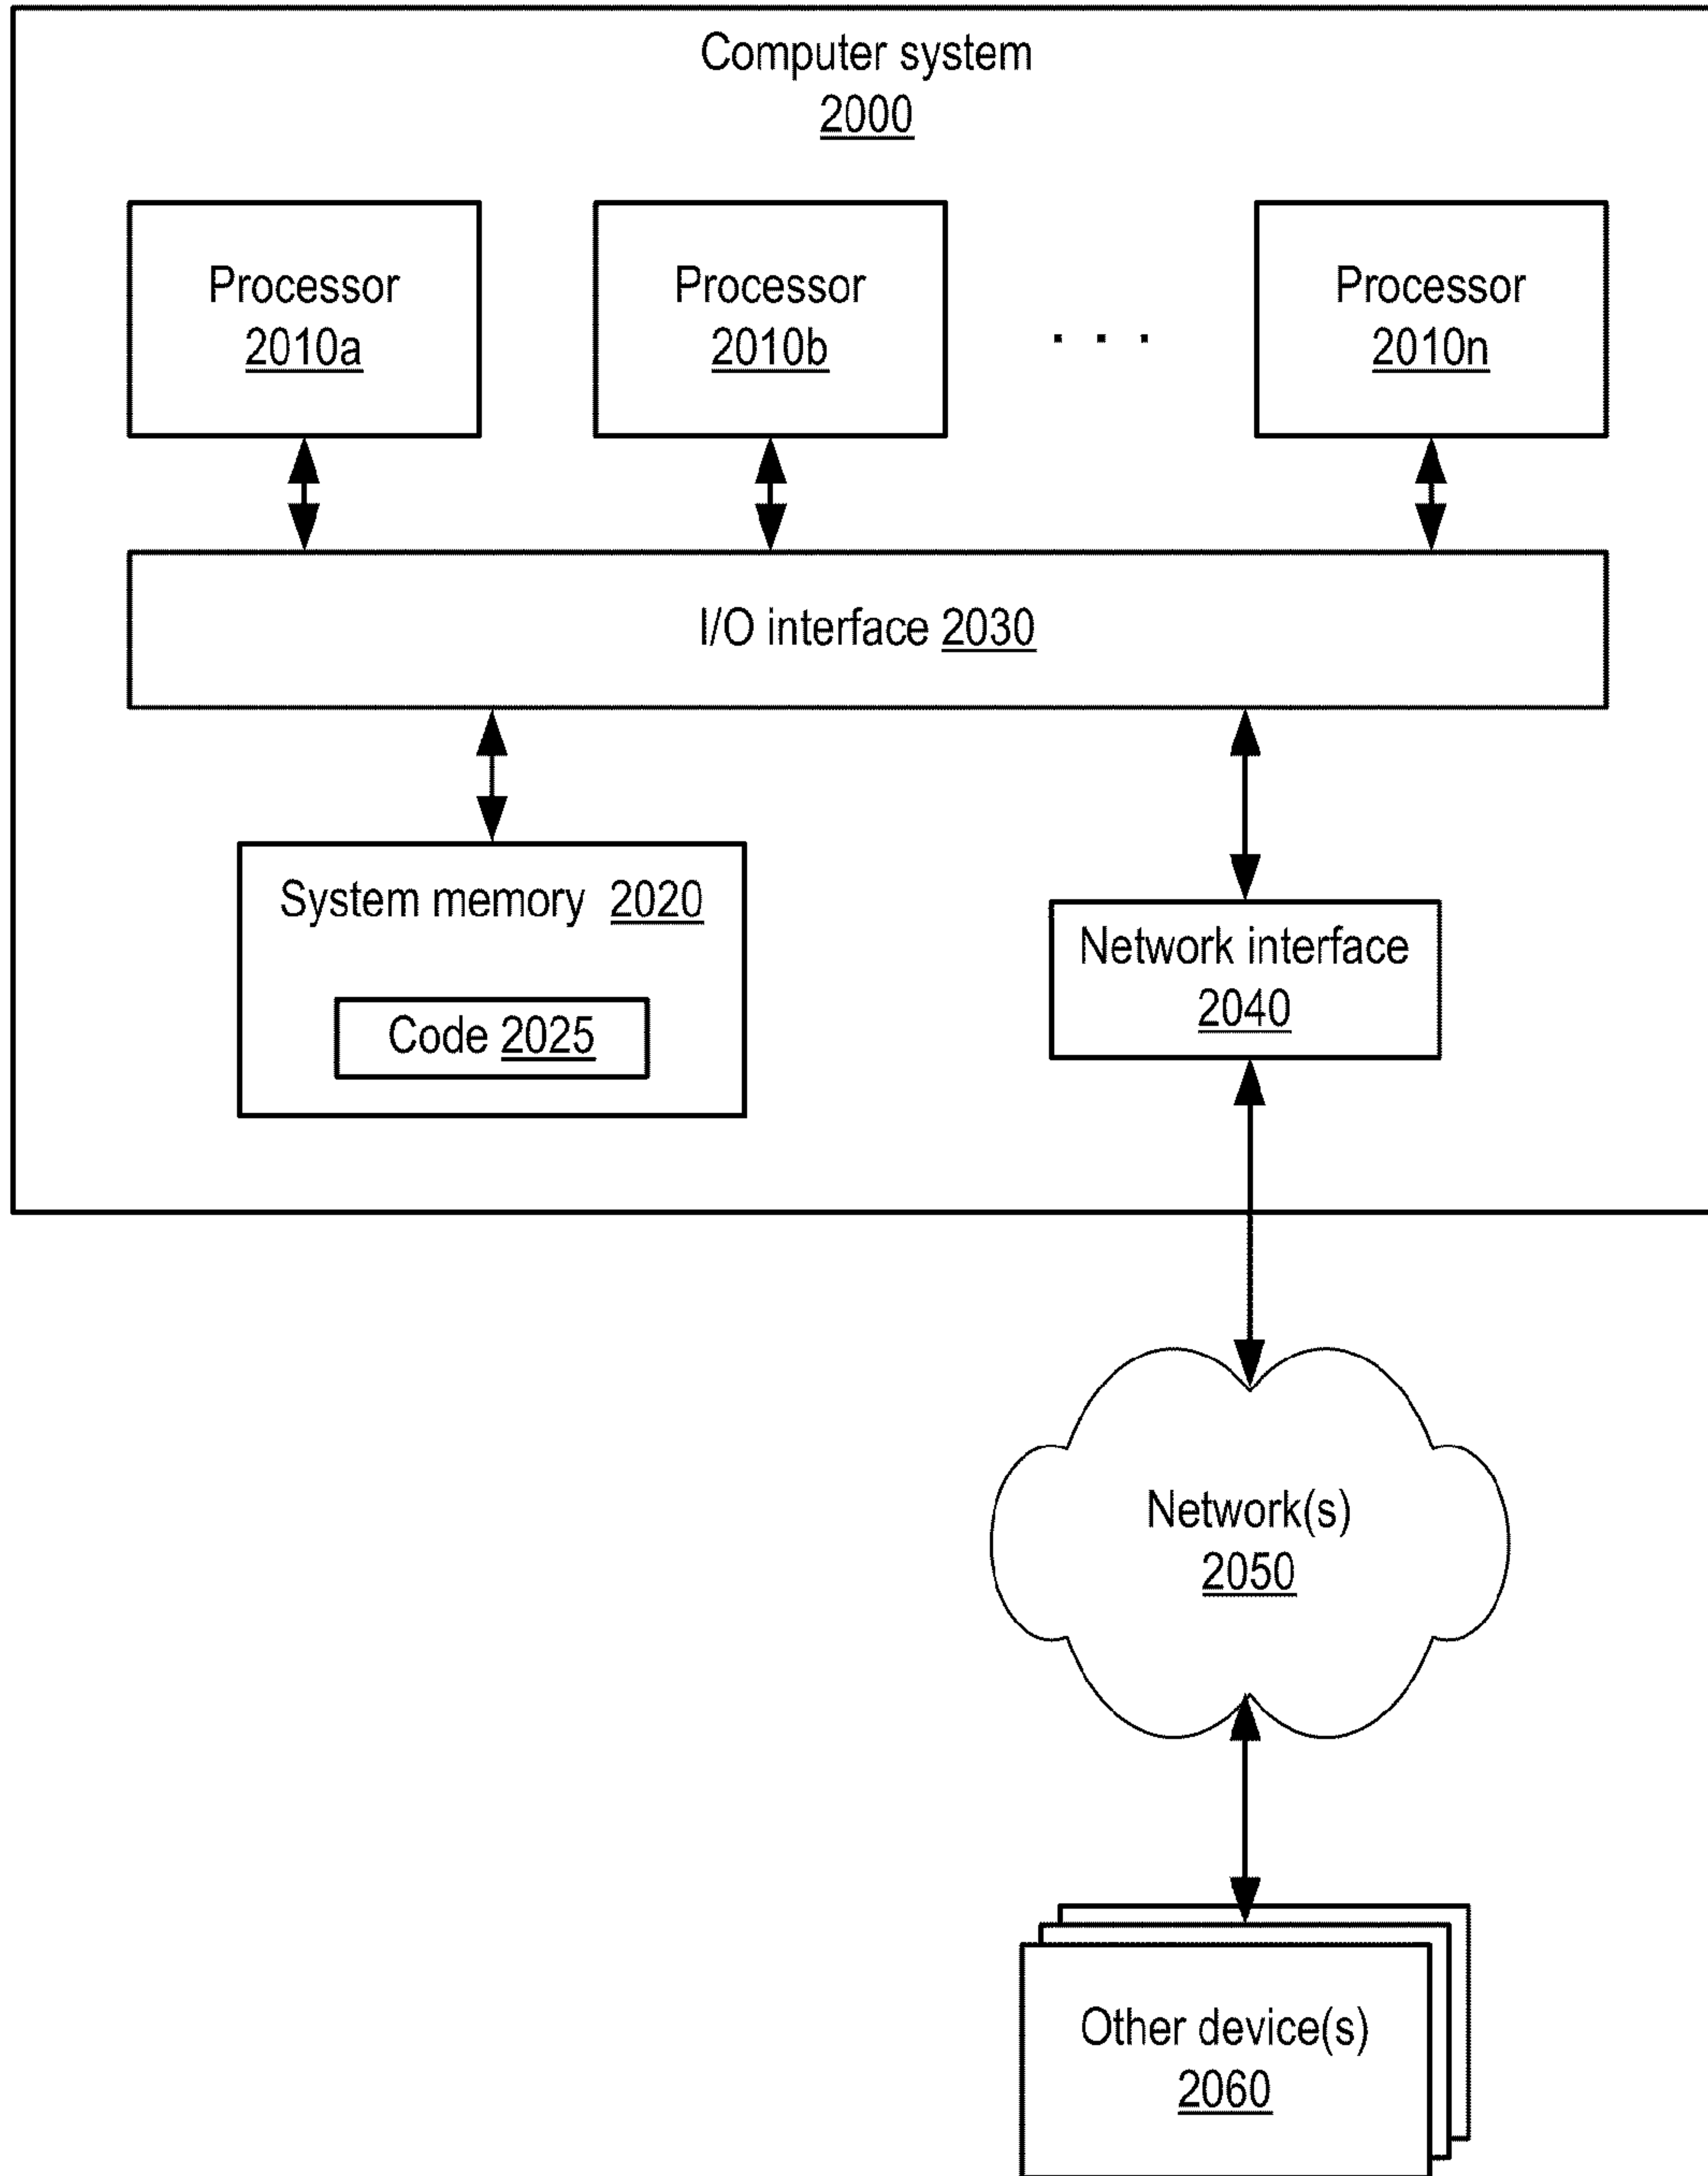 Computer system
2000
Processor
2010a
Processor
2010b
. . .
Processor
2010n
I/O interface 2030
System memory 2020
Code 2025
Network interface
2040
Network(s)
2050
Other device(s)
2060